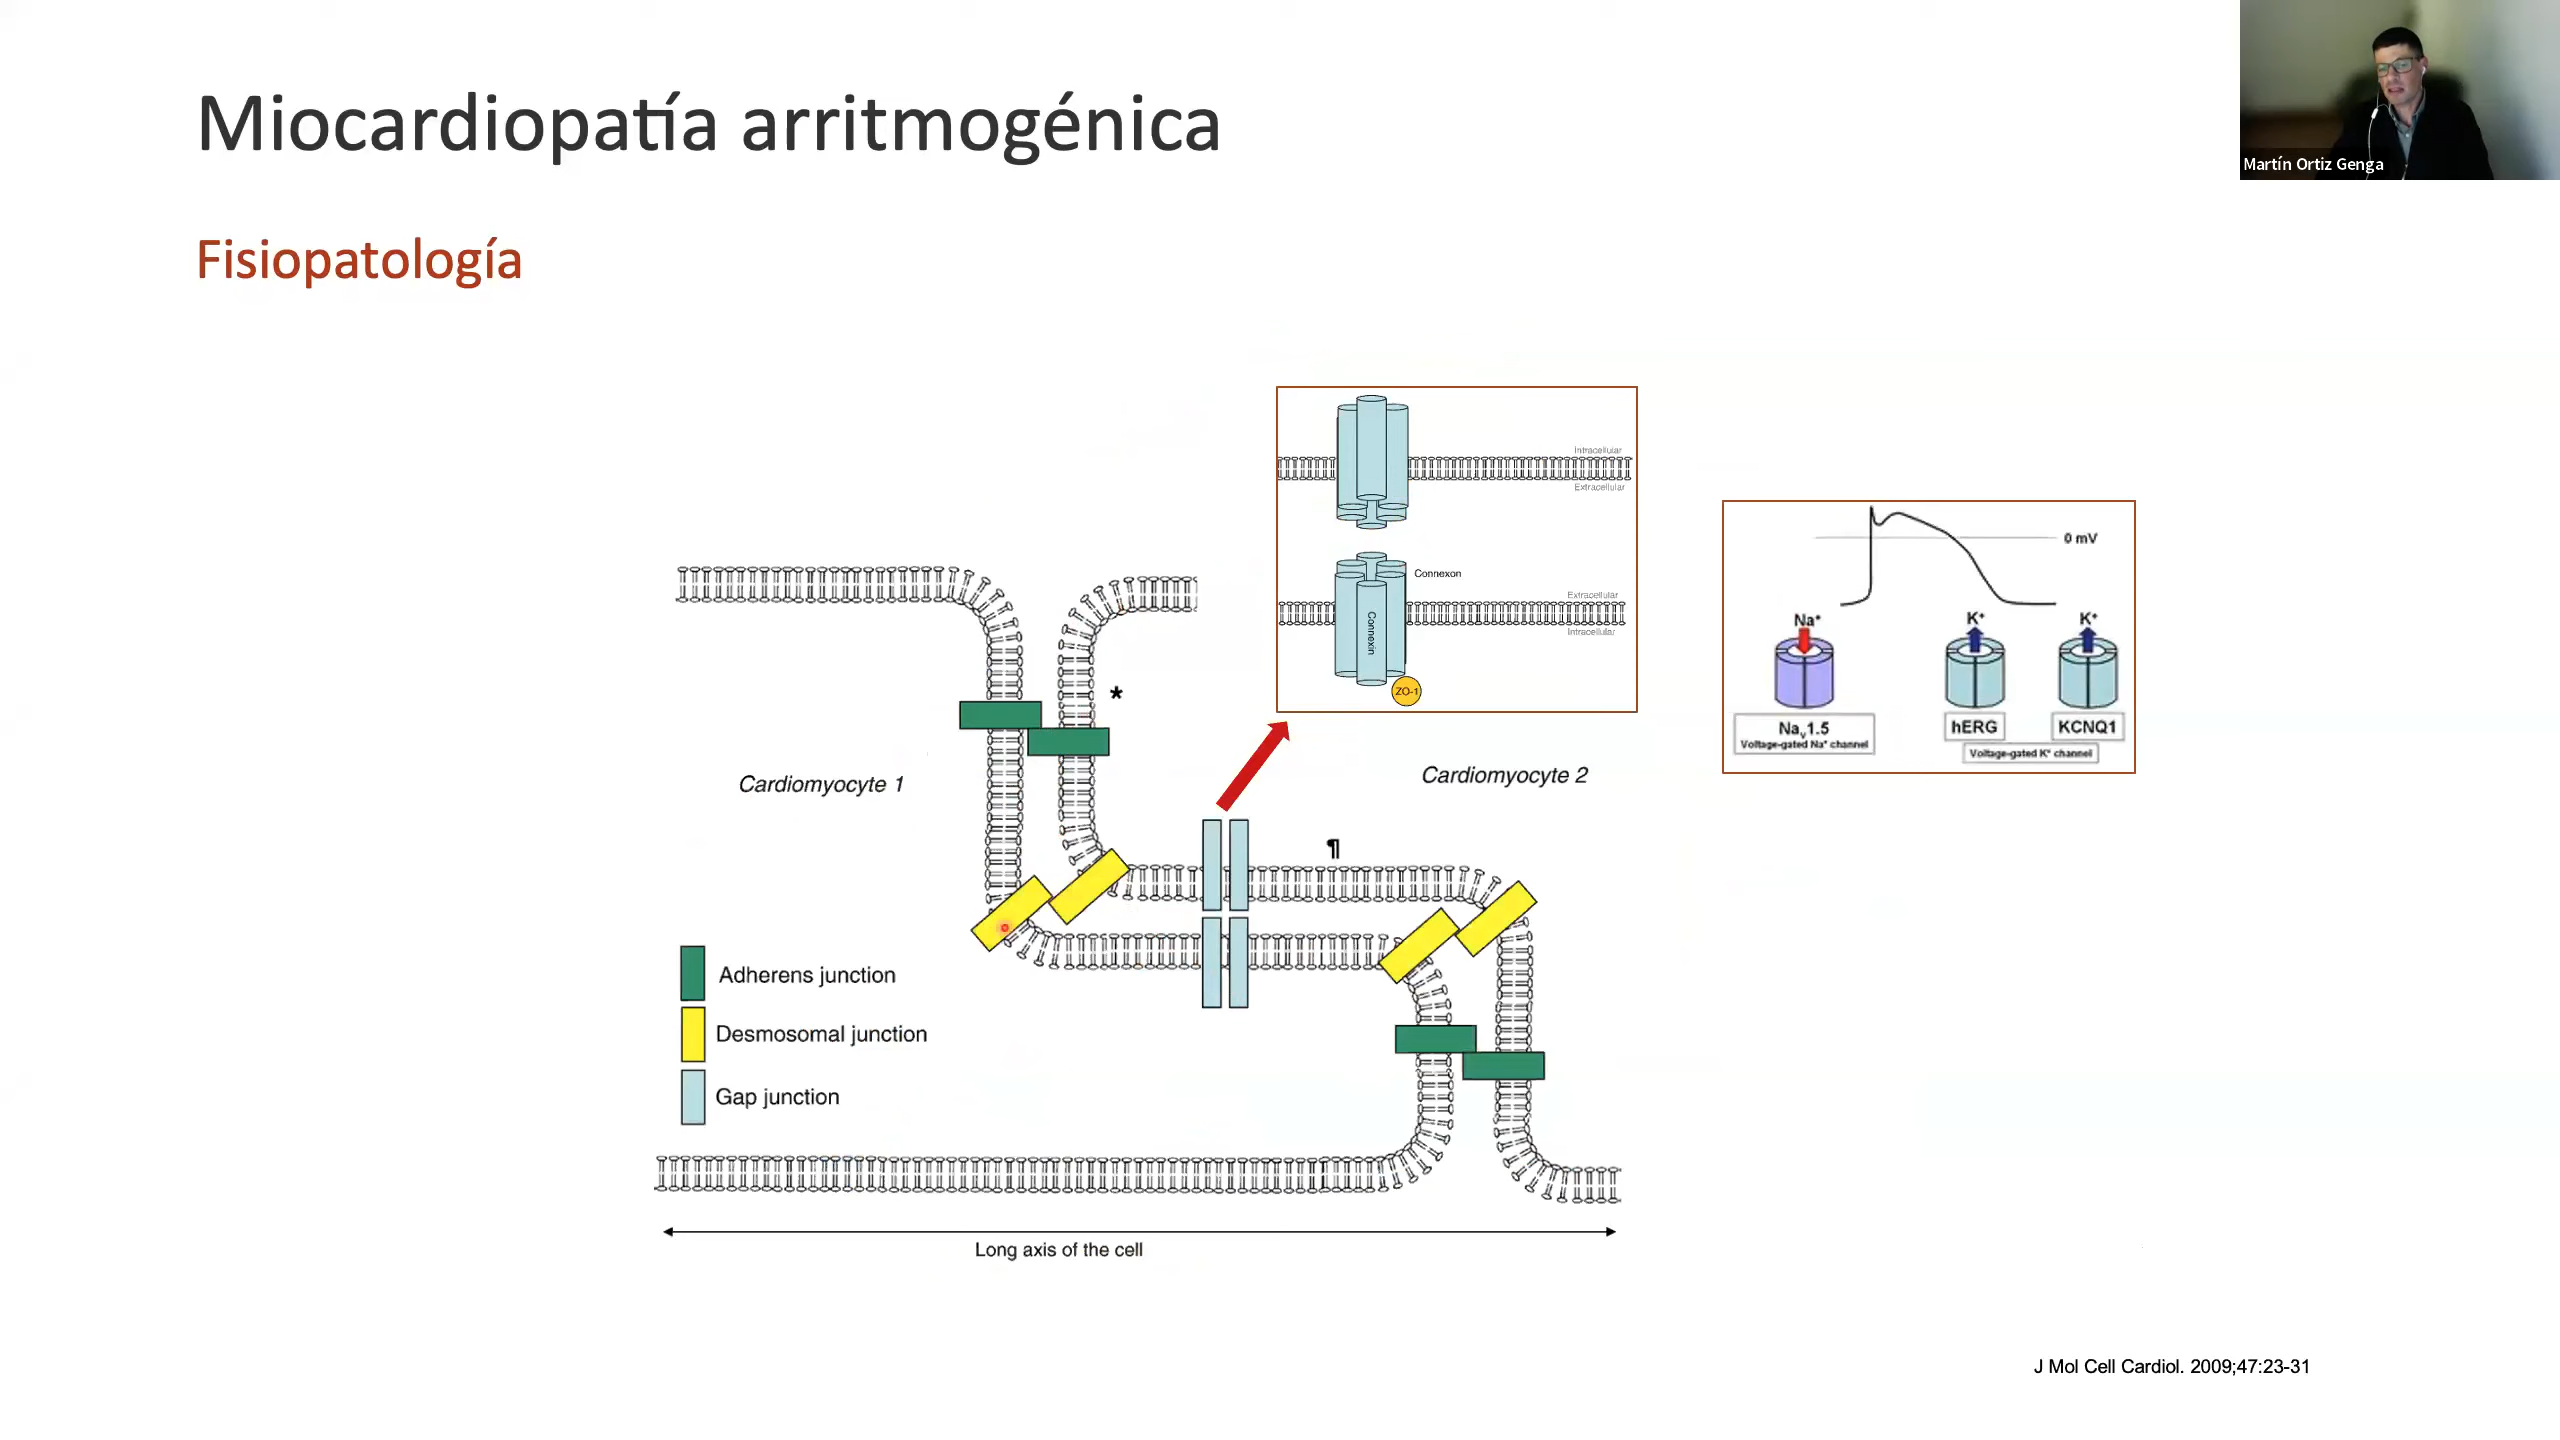 Miocardiopatía arritmogénica
Martín Ortiz Genga
Fisiopatología
Intracellular
Extracellular
Connexon
Extracellular
Intracellular
Connexin
ZO-1
0 mV
Na⁺
K⁺
K⁺
Naᵥ1.5
Voltage-gated Na⁺ channel
hERG
KCNQ1
Voltage-gated K⁺ channel
*
Cardiomyocyte 1
Cardiomyocyte 2
¶
Adherens junction
Desmosomal junction
Gap junction
Long axis of the cell
J Mol Cell Cardiol. 2009;47:23-31